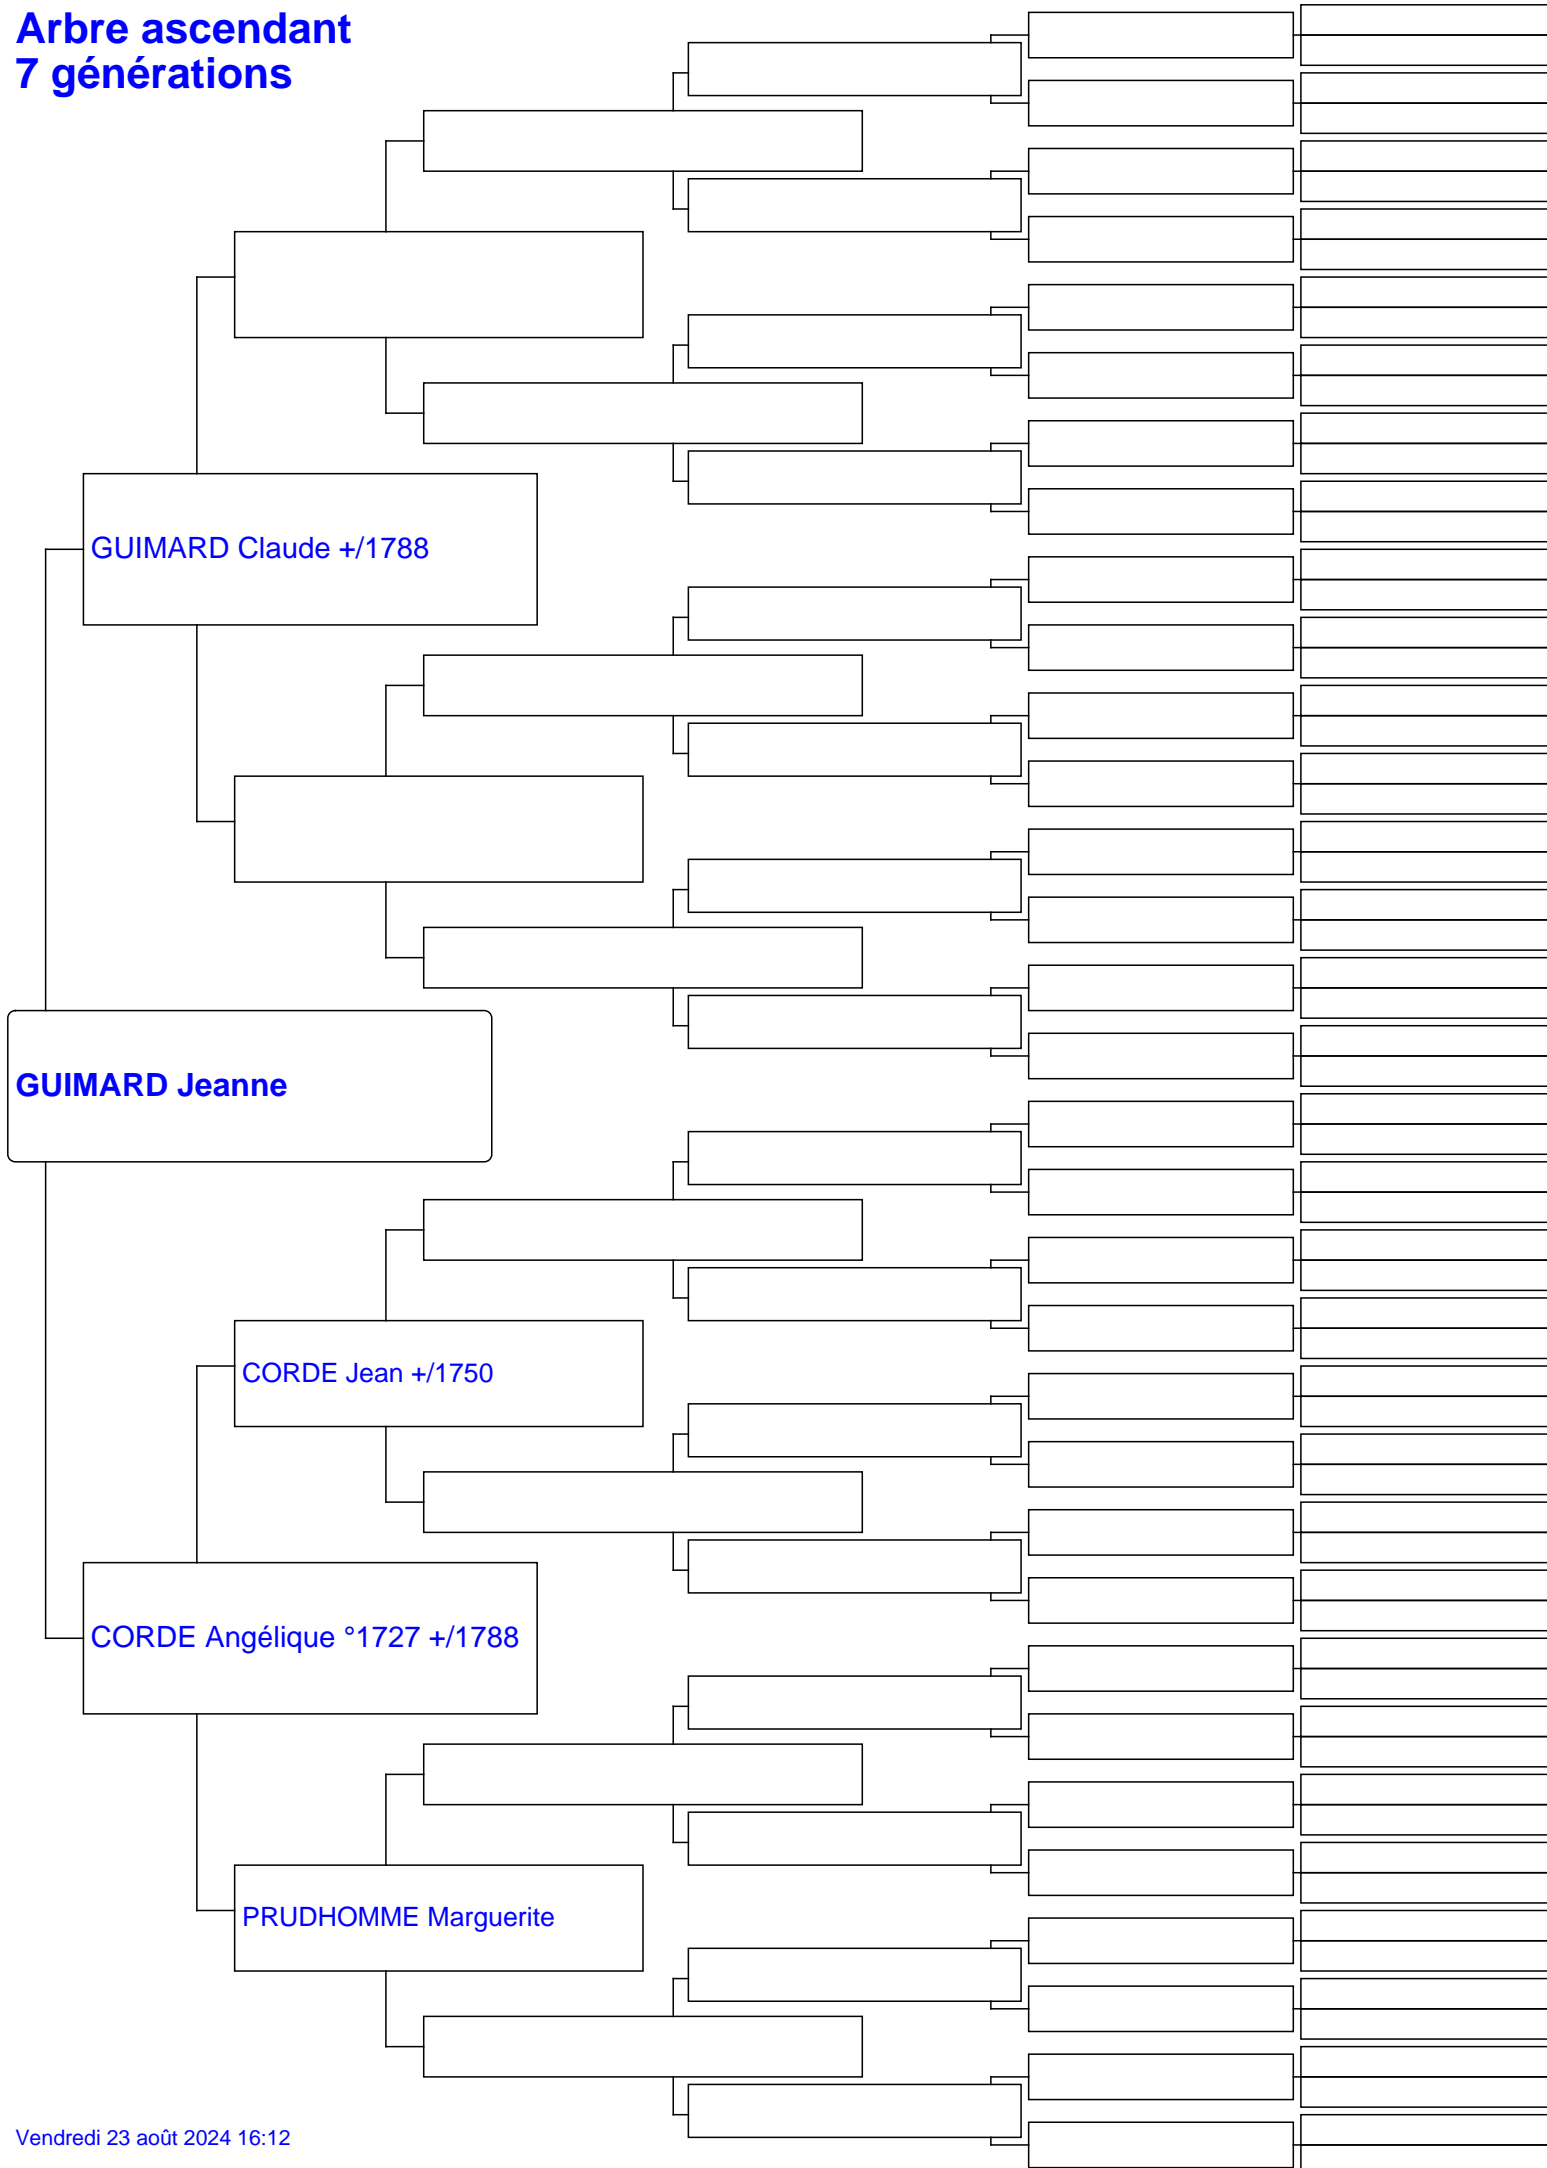 Arbre ascendant
7 générations
GUIMARD Claude +/1788
GUIMARD Jeanne
CORDE Jean +/1750
CORDE Angélique °1727 +/1788
PRUDHOMME Marguerite
Vendredi 23 août 2024 16:12